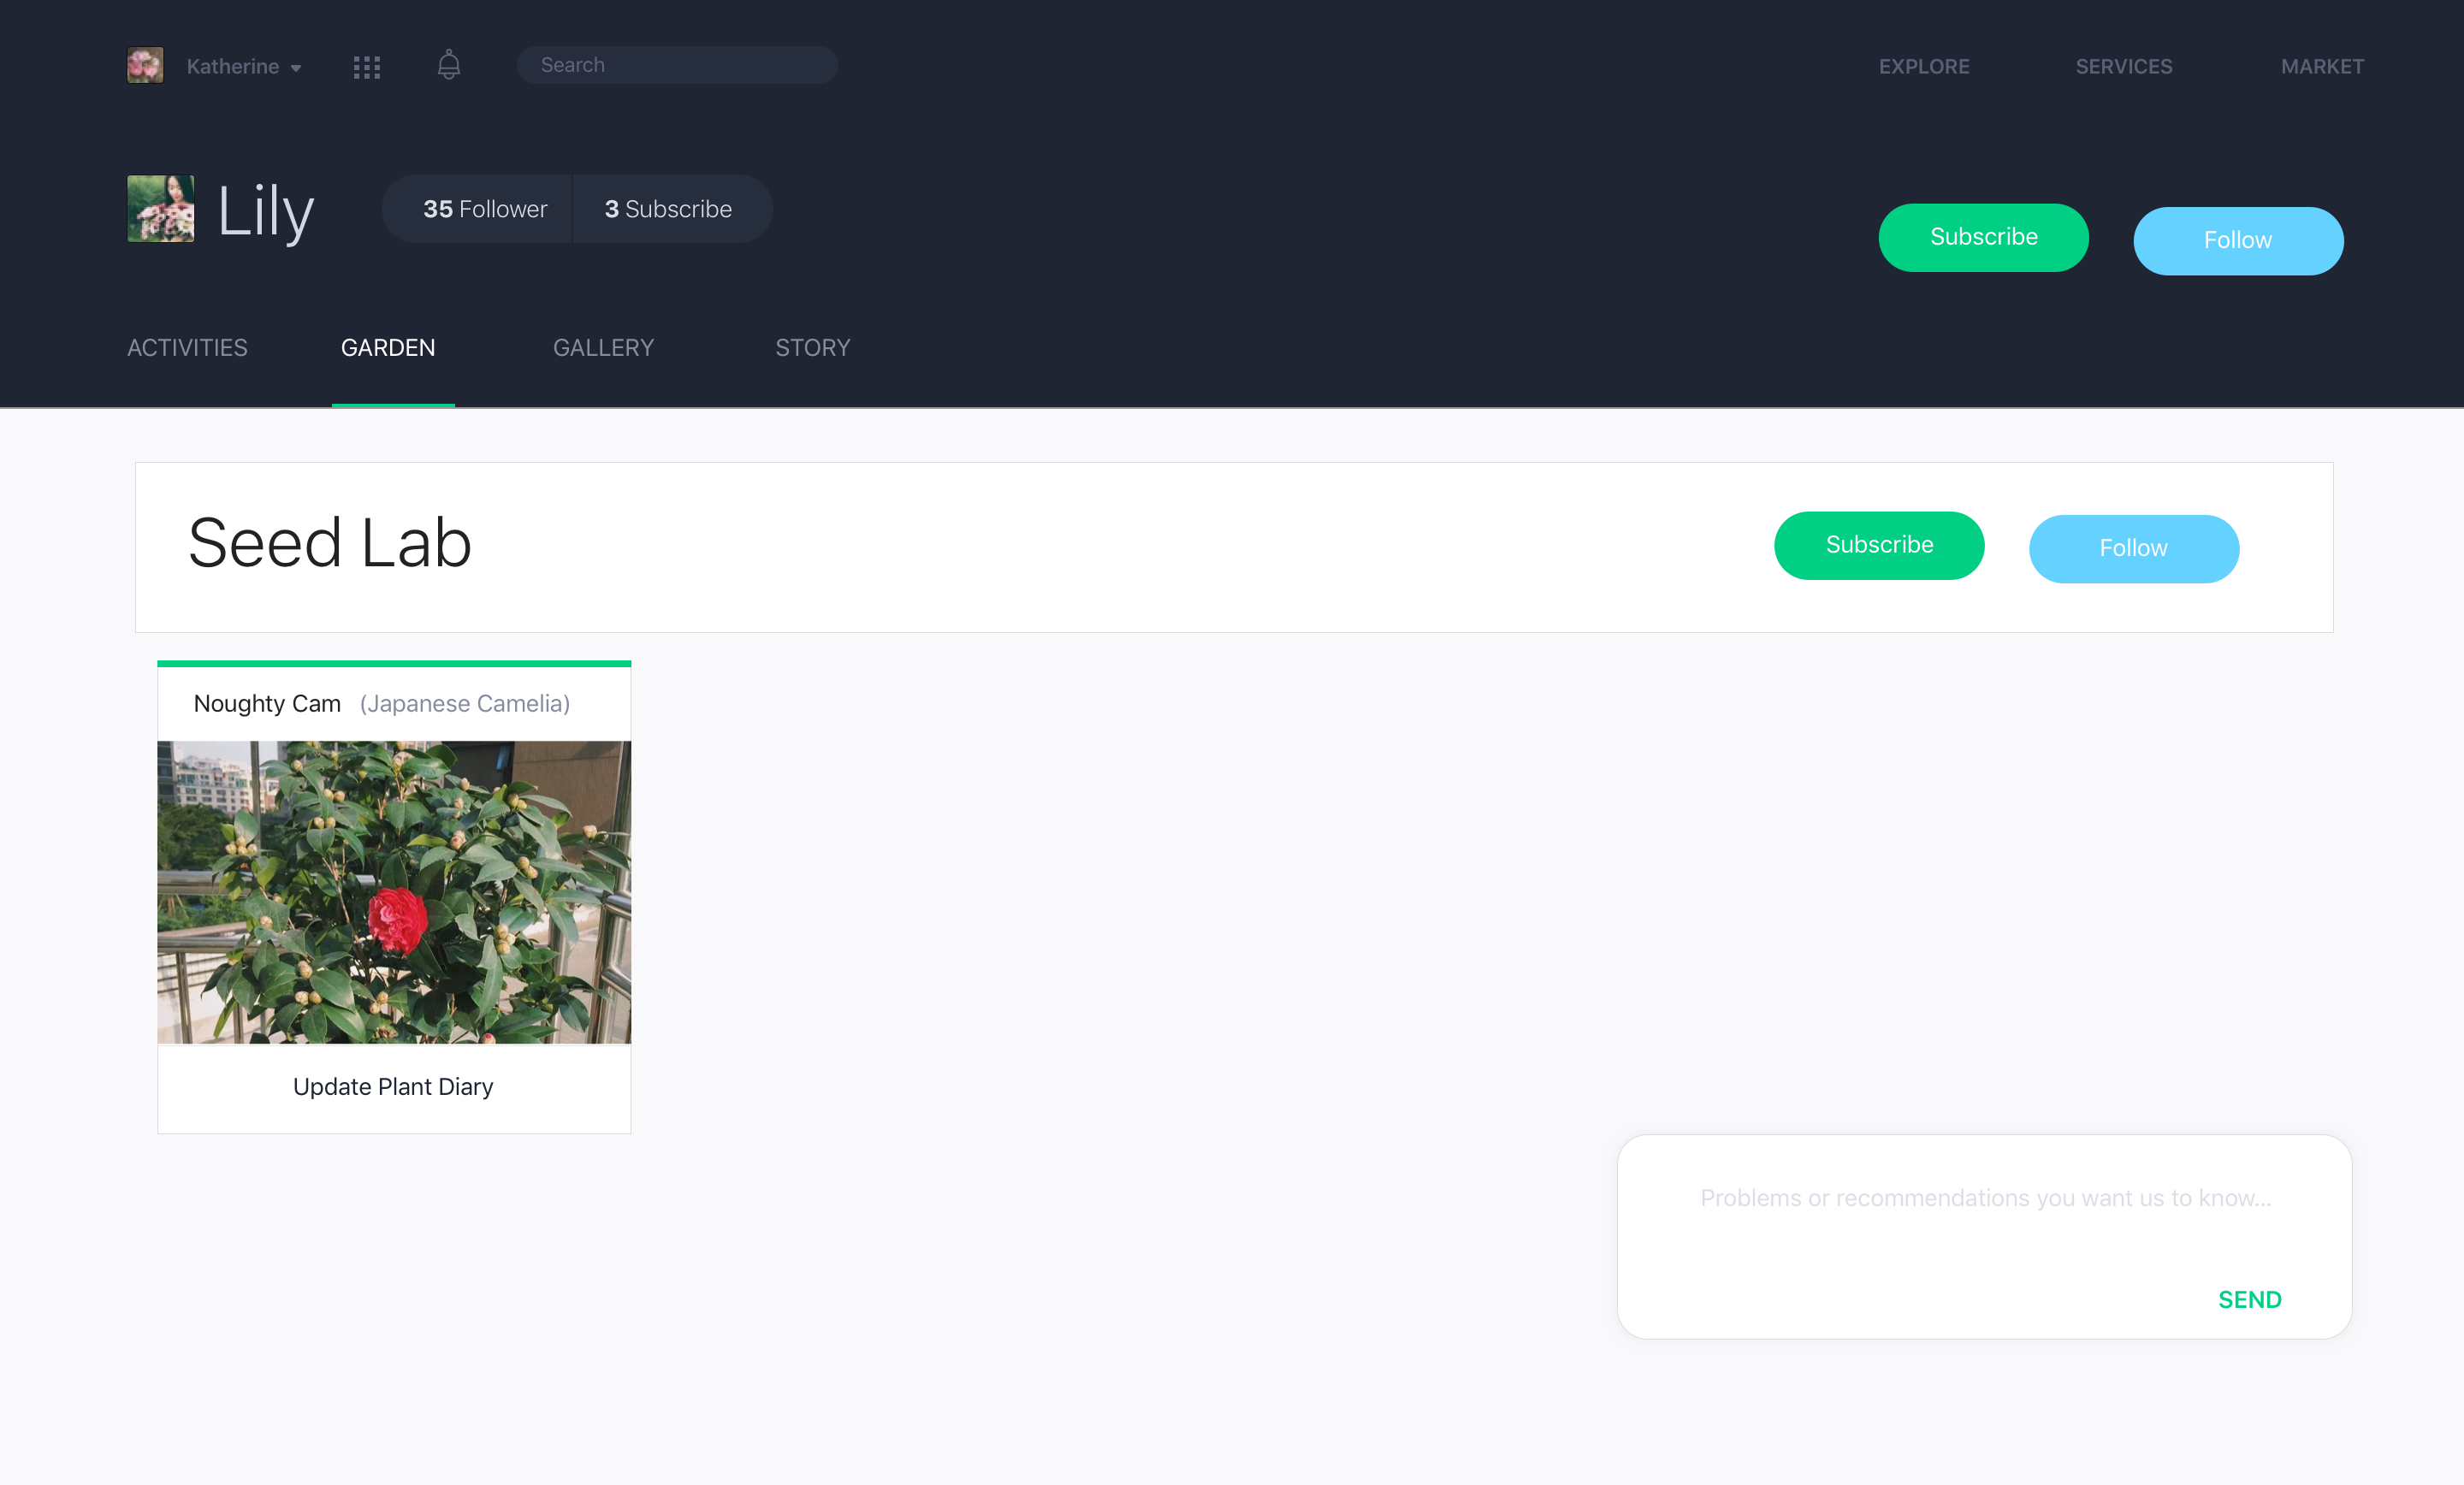 Katherine
Search
EXPLORE
SERVICES
MARKET
Lily
35 Follower
3 Subscribe
Subscribe
Follow
ACTIVITIES
GARDEN
GALLERY
STORY
Seed Lab
Subscribe
Follow
Noughty Cam (Japanese Camelia)
Update Plant Diary
Problems or recommendations you want us to know...
SEND